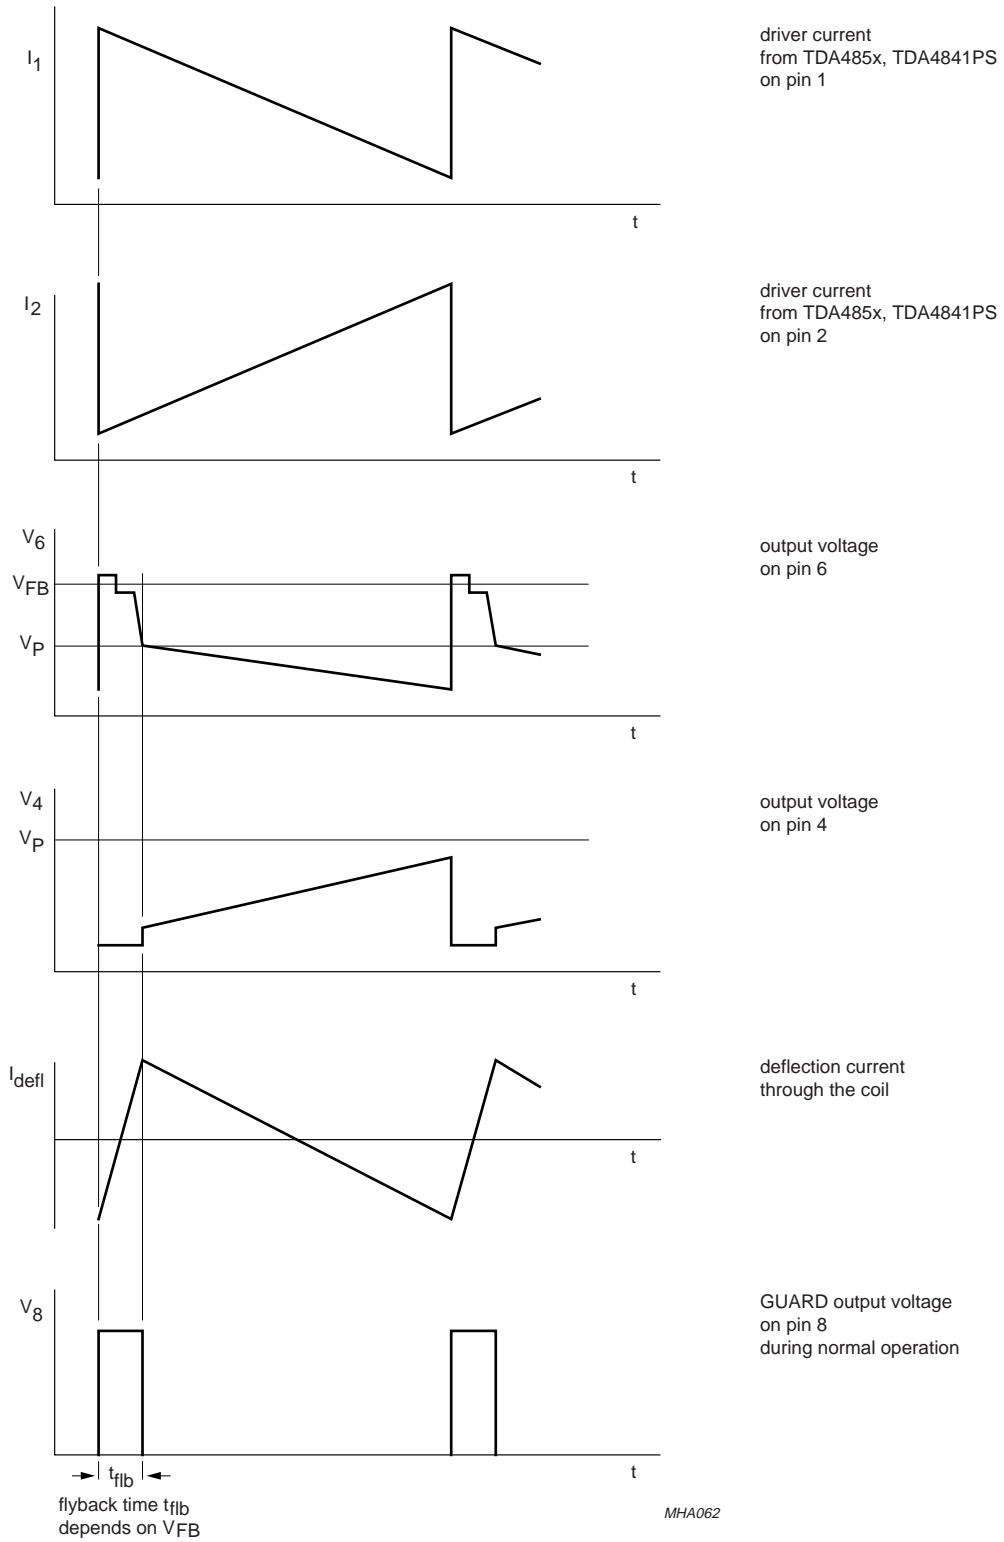 I1
driver current
from TDA485x, TDA4841PS
on pin 1
t
I2
driver current
from TDA485x, TDA4841PS
on pin 2
t
V6
VFB
VP
output voltage
on pin 6
t
V4
VP
output voltage
on pin 4
t
Idefl
deflection current
through the coil
t
V8
GUARD output voltage
on pin 8
during normal operation
t
tflb
flyback time tflb
depends on VFB
MHA062